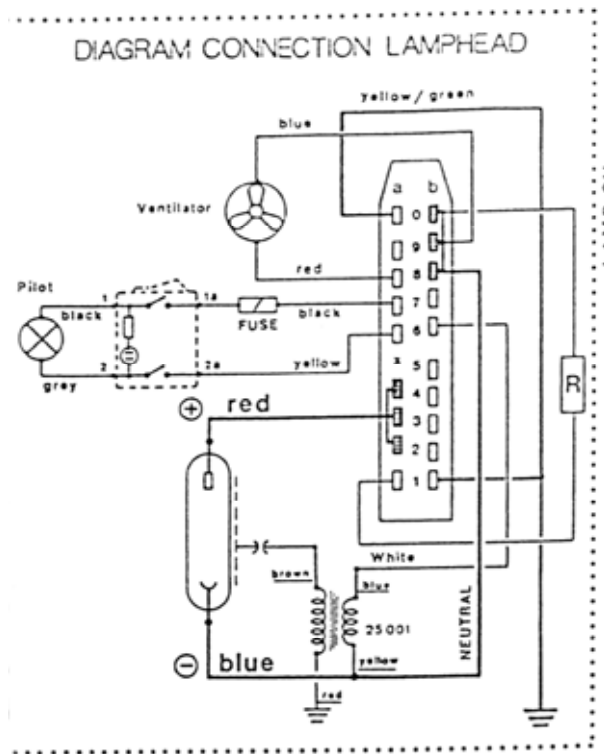 DIAGRAM CONNECTION LAMPHEAD
yellow/green
blue
a b
Ventilator
0
9
red
8
Pilot
1
1a
7
black
FUSE
black
6
2
2a
yellow
grey
x
5
R
4
+ red
3
2
1
White
brown
blue
25001
NEUTRAL
- blue
yellow
red